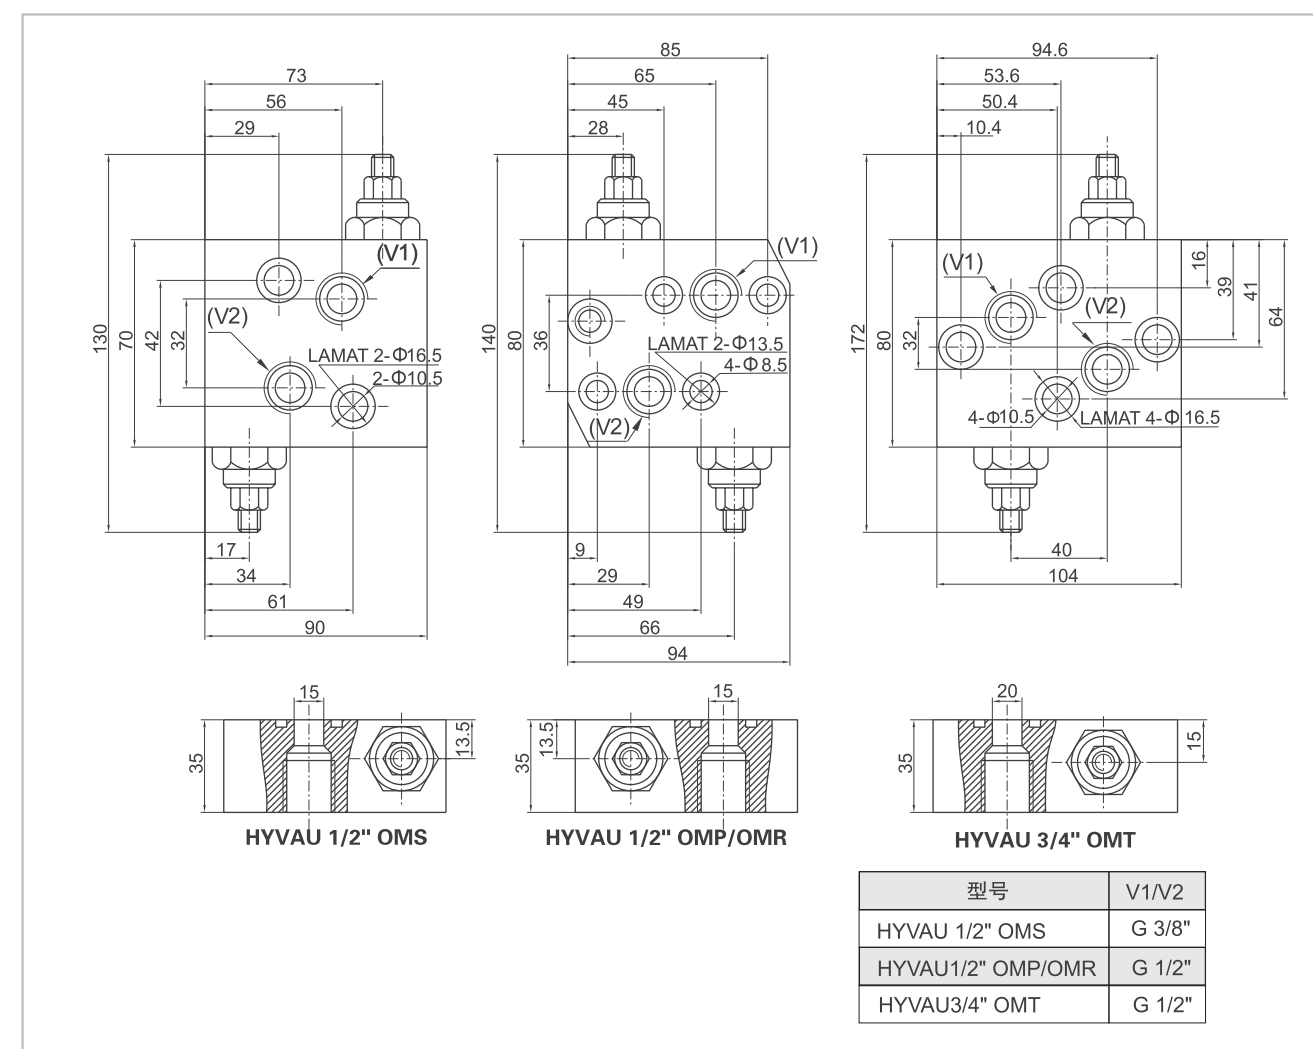 73
56
29
130
70
42
32
(V1)
(V2)
LAMAT 2-Φ16.5
2-Φ10.5
17
34
61
90
85
65
45
28
140
80
36
(V1)
LAMAT 2-Φ13.5
4-Φ8.5
(V2)
9
29
49
66
94
94.6
53.6
50.4
10.4
172
80
32
(V1)
(V2)
16
39
41
64
4-Φ10.5
LAMAT 4-Φ16.5
40
104
15
35
13.5
HYVAU 1/2" OMS
15
35
13.5
HYVAU 1/2" OMP/OMR
20
35
15
HYVAU 3/4" OMT
型号 V1/V2
HYVAU 1/2" OMS G 3/8"
HYVAU1/2" OMP/OMR G 1/2"
HYVAU3/4" OMT G 1/2"